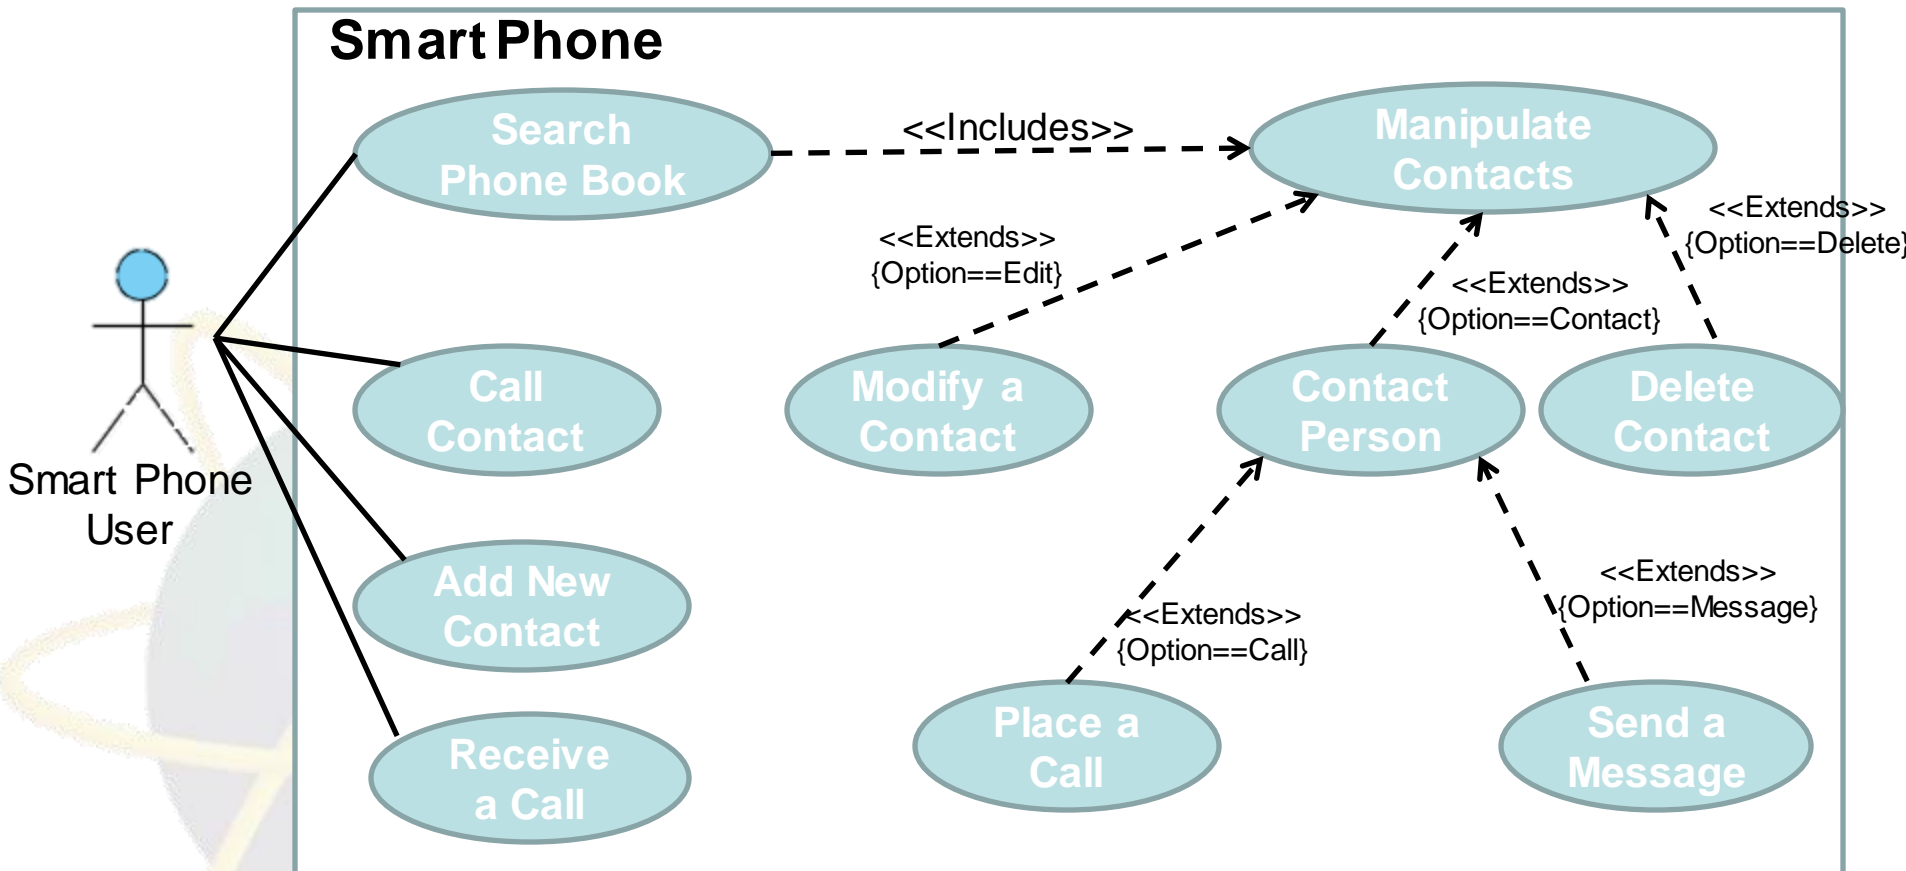 Smart Phone
Search
Phone Book
<<Includes>>
Manipulate
Contacts
<<Extends>>
{Option==Edit}
<<Extends>>
{Option==Contact}
<<Extends>>
{Option==Delete}
Smart Phone
User
Call
Contact
Modify a
Contact
Contact
Person
Delete
Contact
Add New
Contact
<<Extends>>
{Option==Call}
<<Extends>>
{Option==Message}
Receive
a Call
Place a
Call
Send a
Message